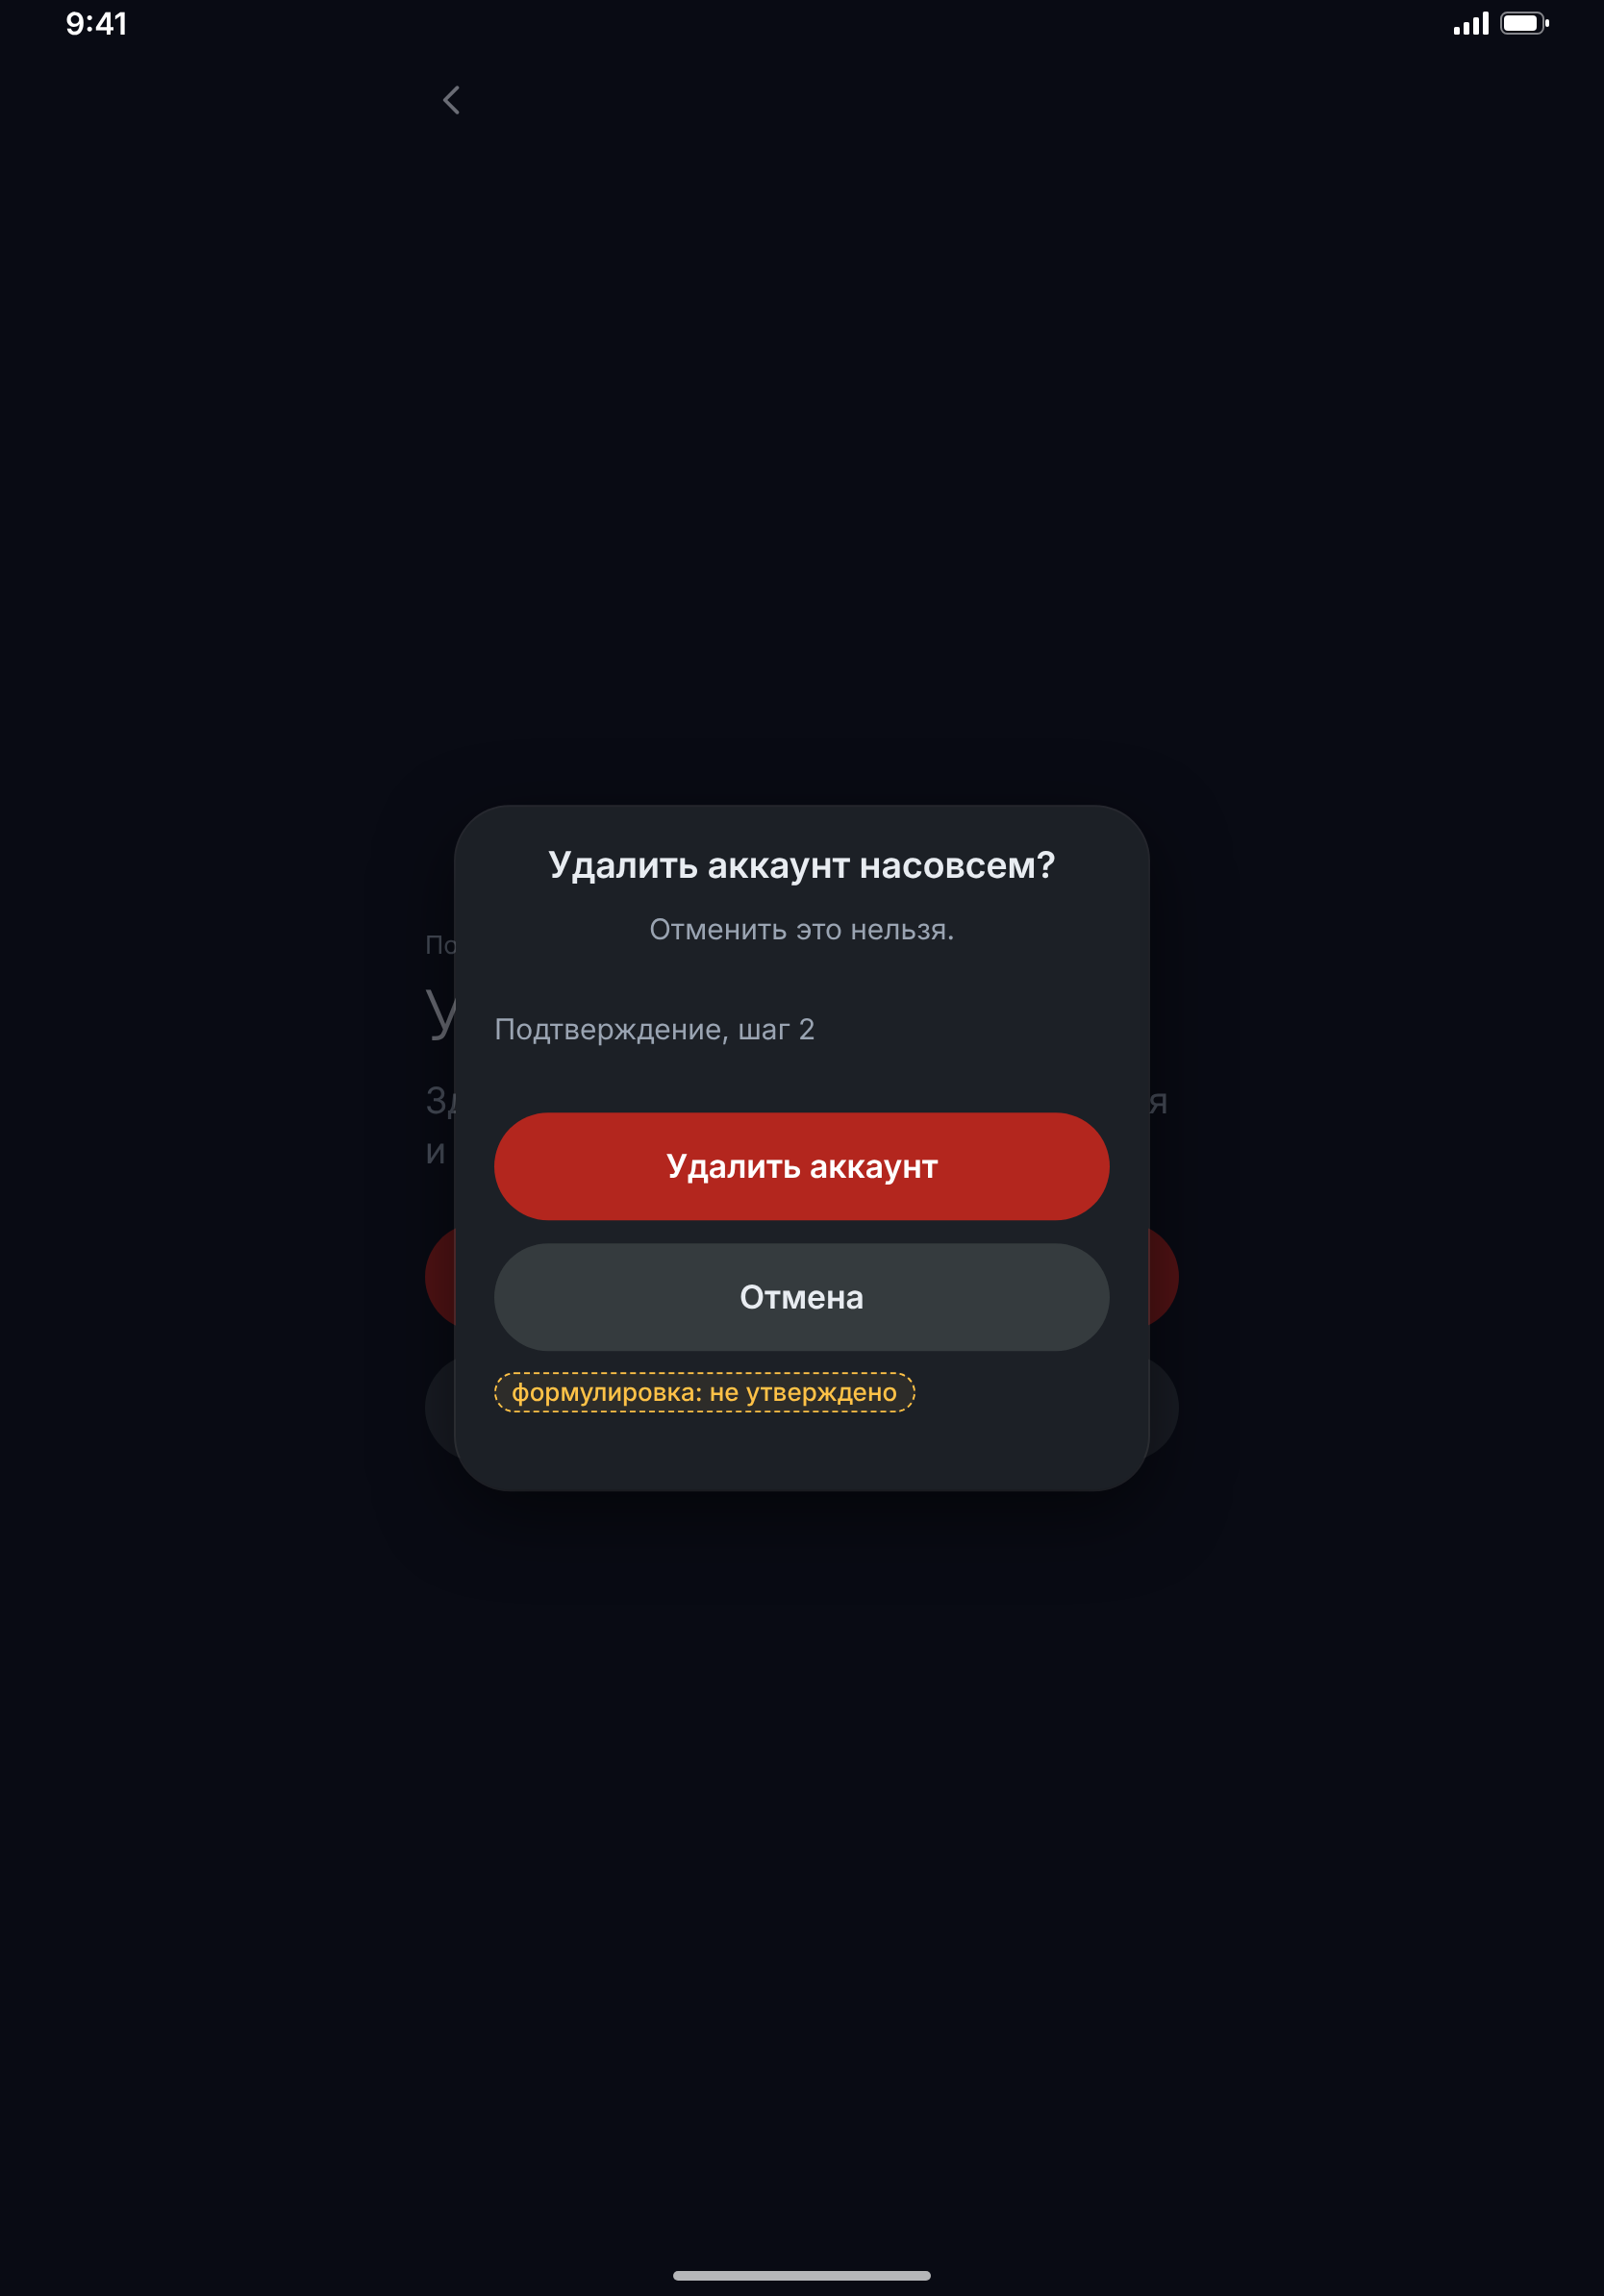 9:41
Удалить аккаунт насовсем?
Отменить это нельзя.
Подтверждение, шаг 2
Удалить аккаунт
Отмена
формулировка: не утверждено
и